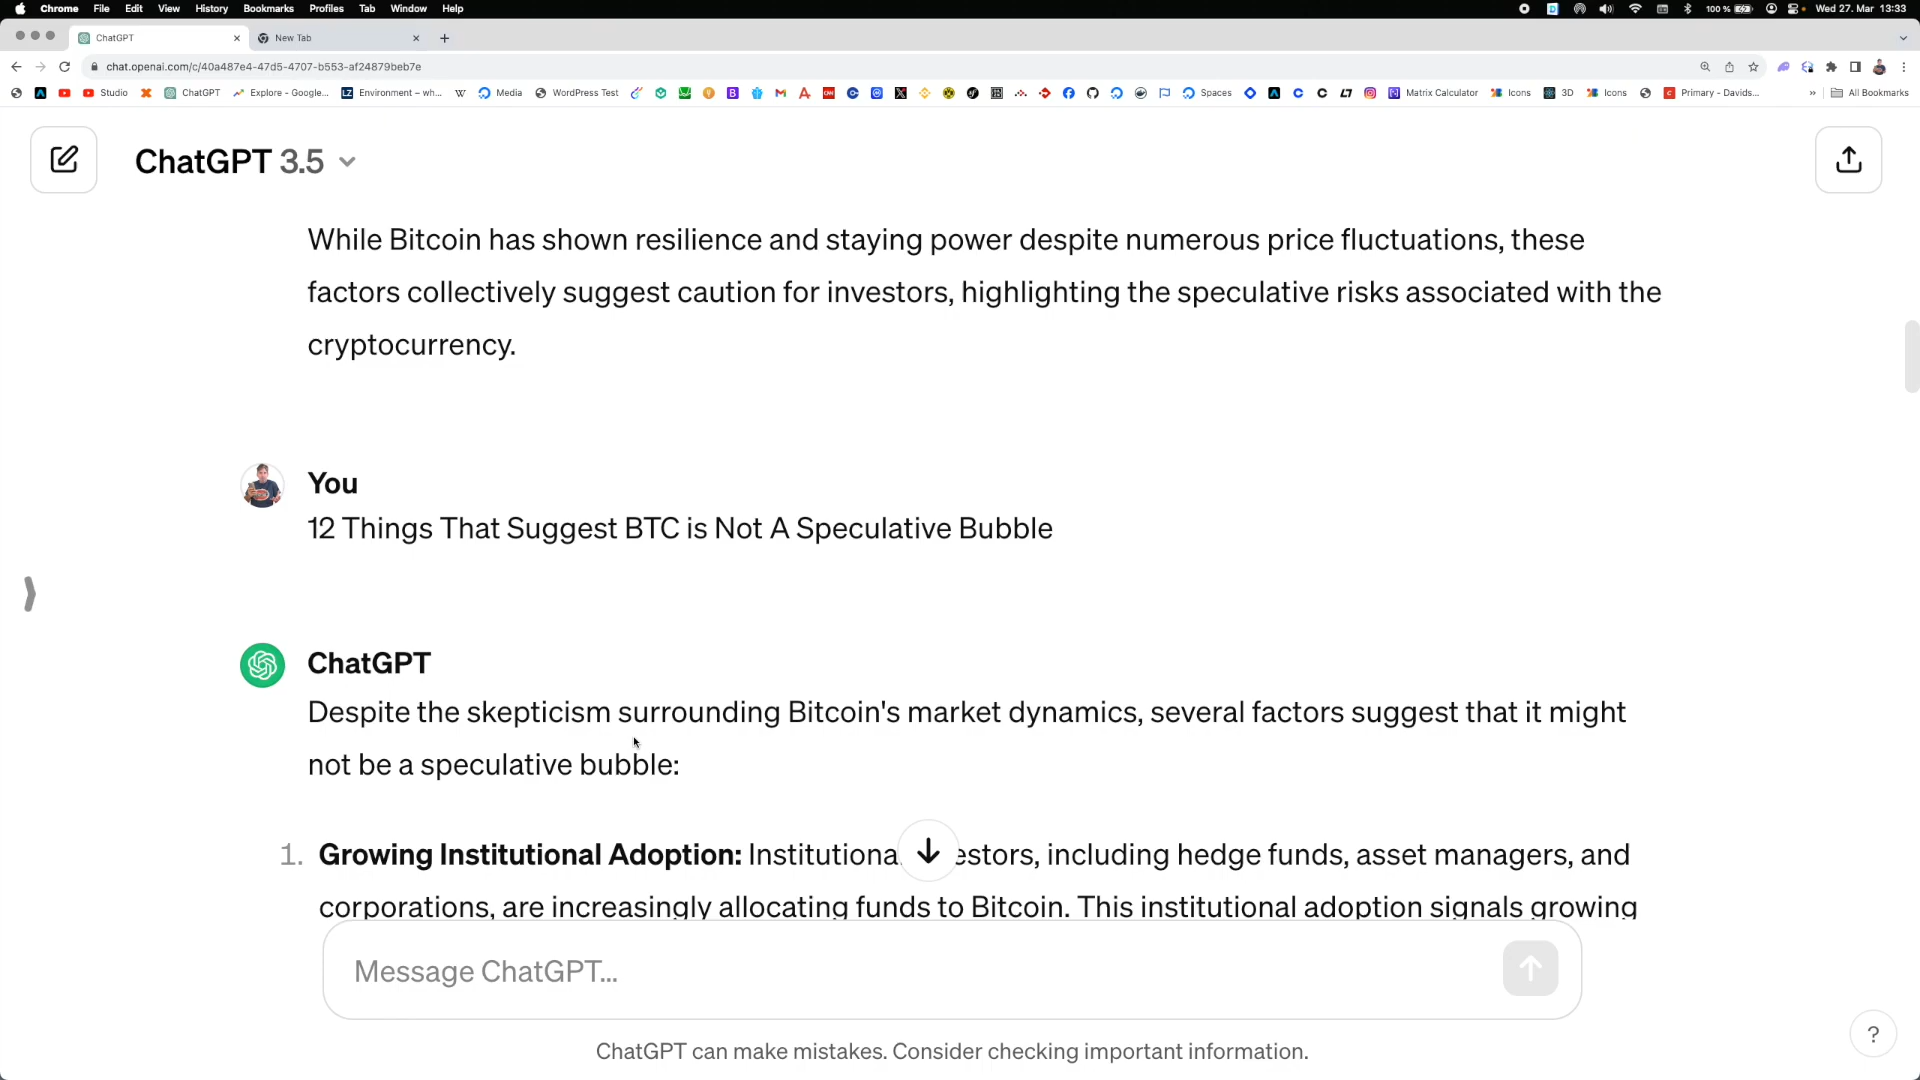 Chrome File Edit View History Bookmarks Profiles Tab Window Help 100 % Wed 27. Mar 13:33
ChatGPT New Tab
chat.openai.com/c/40a487e4-47d5-4707-b553-af24879beb7e
Studio ChatGPT Explore - Google... Environment – wh... Media WordPress Test Spaces Matrix Calculator Icons 3D Icons Primary - Davids... » All Bookmarks
ChatGPT 3.5
While Bitcoin has shown resilience and staying power despite numerous price fluctuations, these
factors collectively suggest caution for investors, highlighting the speculative risks associated with the
cryptocurrency.
You
12 Things That Suggest BTC is Not A Speculative Bubble
ChatGPT
Despite the skepticism surrounding Bitcoin's market dynamics, several factors suggest that it might
not be a speculative bubble:
1. Growing Institutional Adoption: Institutiona estors, including hedge funds, asset managers, and
corporations, are increasingly allocating funds to Bitcoin. This institutional adoption signals growing
Message ChatGPT...
ChatGPT can make mistakes. Consider checking important information.
?